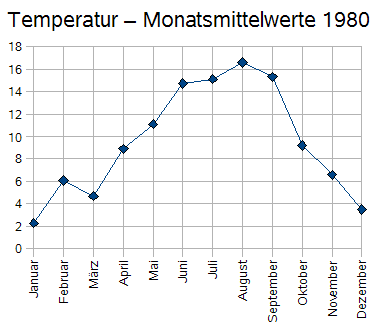 Temperatur – Monatsmittelwerte 1980
18
16
14
12
10
8
6
4
2
0
Januar
Februar
März
April
Mai
Juni
Juli
August
September
Oktober
November
Dezember